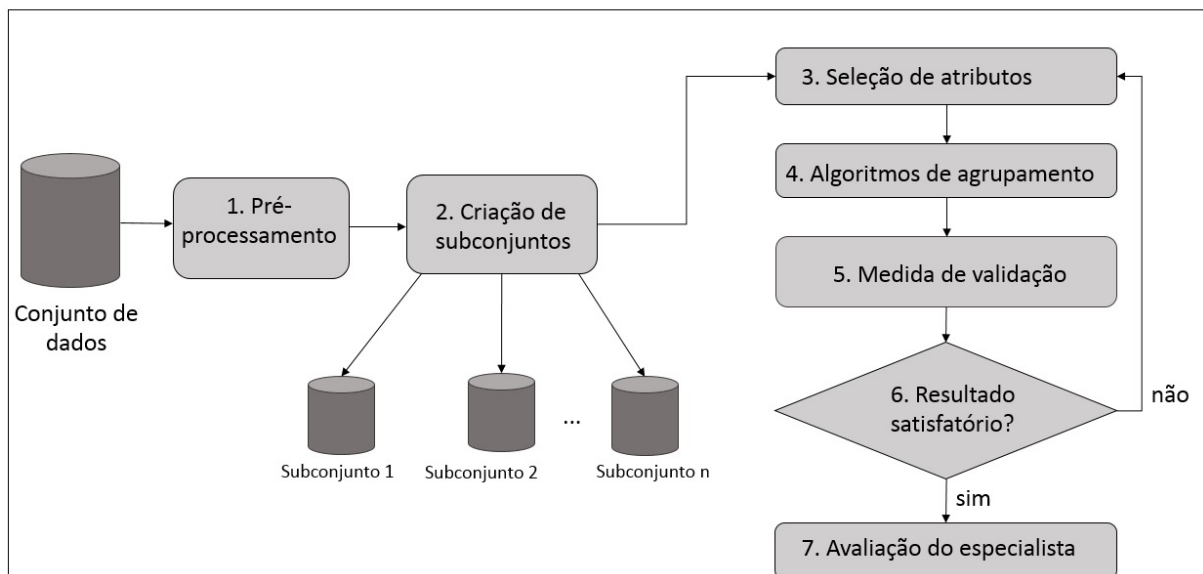 Conjunto de
dados
1. Pré-
processamento
2. Criação de
subconjuntos
Subconjunto 1
Subconjunto 2
...
Subconjunto n
3. Seleção de atributos
4. Algoritmos de agrupamento
5. Medida de validação
6. Resultado
satisfatório?
não
sim
7. Avaliação do especialista